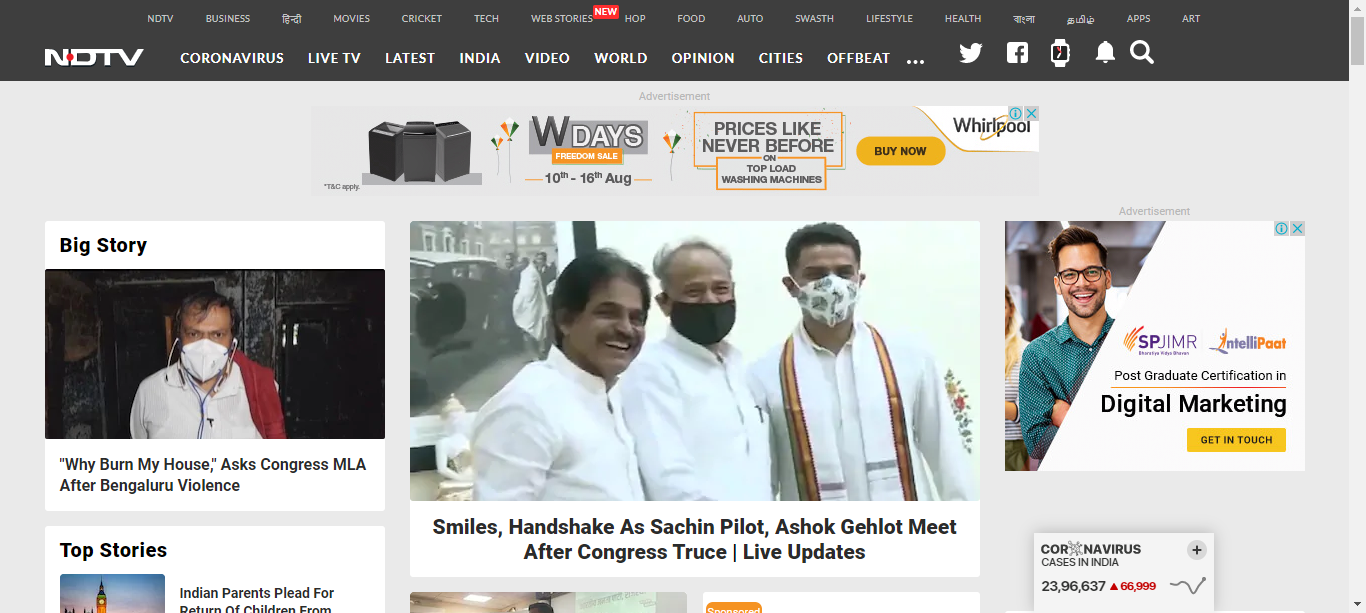 NDTV BUSINESS हिन्दी MOVIES CRICKET TECH WEB STORIES NEW HOP FOOD AUTO SWASTH LIFESTYLE HEALTH বাংলা தமிழ் APPS ART
NDTV CORONAVIRUS LIVE TV LATEST INDIA VIDEO WORLD OPINION CITIES OFFBEAT ...
Advertisement
W DAYS
FREEDOM SALE
10th - 16th Aug
*T&C apply.
PRICES LIKE
NEVER BEFORE
ON
TOP LOAD
WASHING MACHINES
BUY NOW
Whirlpool
Big Story
"Why Burn My House," Asks Congress MLA
After Bengaluru Violence
Top Stories
Indian Parents Plead For
Return Of Children From
Smiles, Handshake As Sachin Pilot, Ashok Gehlot Meet
After Congress Truce | Live Updates
Sponsored
Advertisement
SPJIMR IntelliPaat
Bharatiya Vidya Bhavan
Post Graduate Certification in
Digital Marketing
GET IN TOUCH
CORONAVIRUS
CASES IN INDIA
23,96,637 ▲66,999